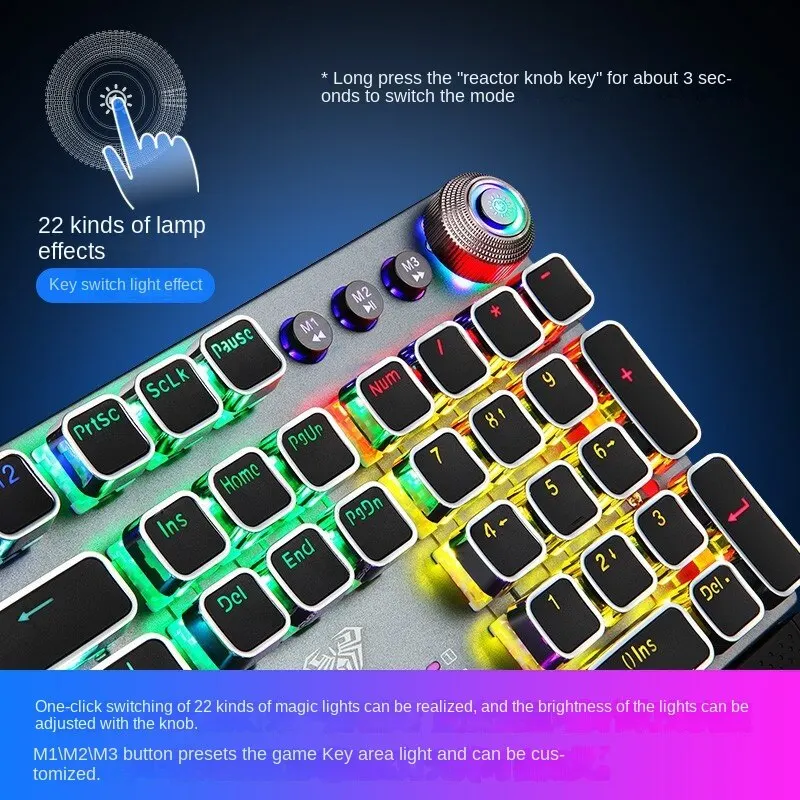 * Long press the "reactor knob key" for about 3 sec-
onds to switch the mode
22 kinds of lamp
effects
Key switch light effect
M1
M2
M3
Pause
ScLk
PrtSc
12
PgUp
Home
Ins
PgDn
End
Del
-
*
/
Num
+
9
8↑
7
6→
5
4←
3
2↓
1
Del .
0Ins
One-click switching of 22 kinds of magic lights can be realized, and the brightness of the lights can be
adjusted with the knob.
M1\M2\M3 button presets the game Key area light and can be cus-
tomized.